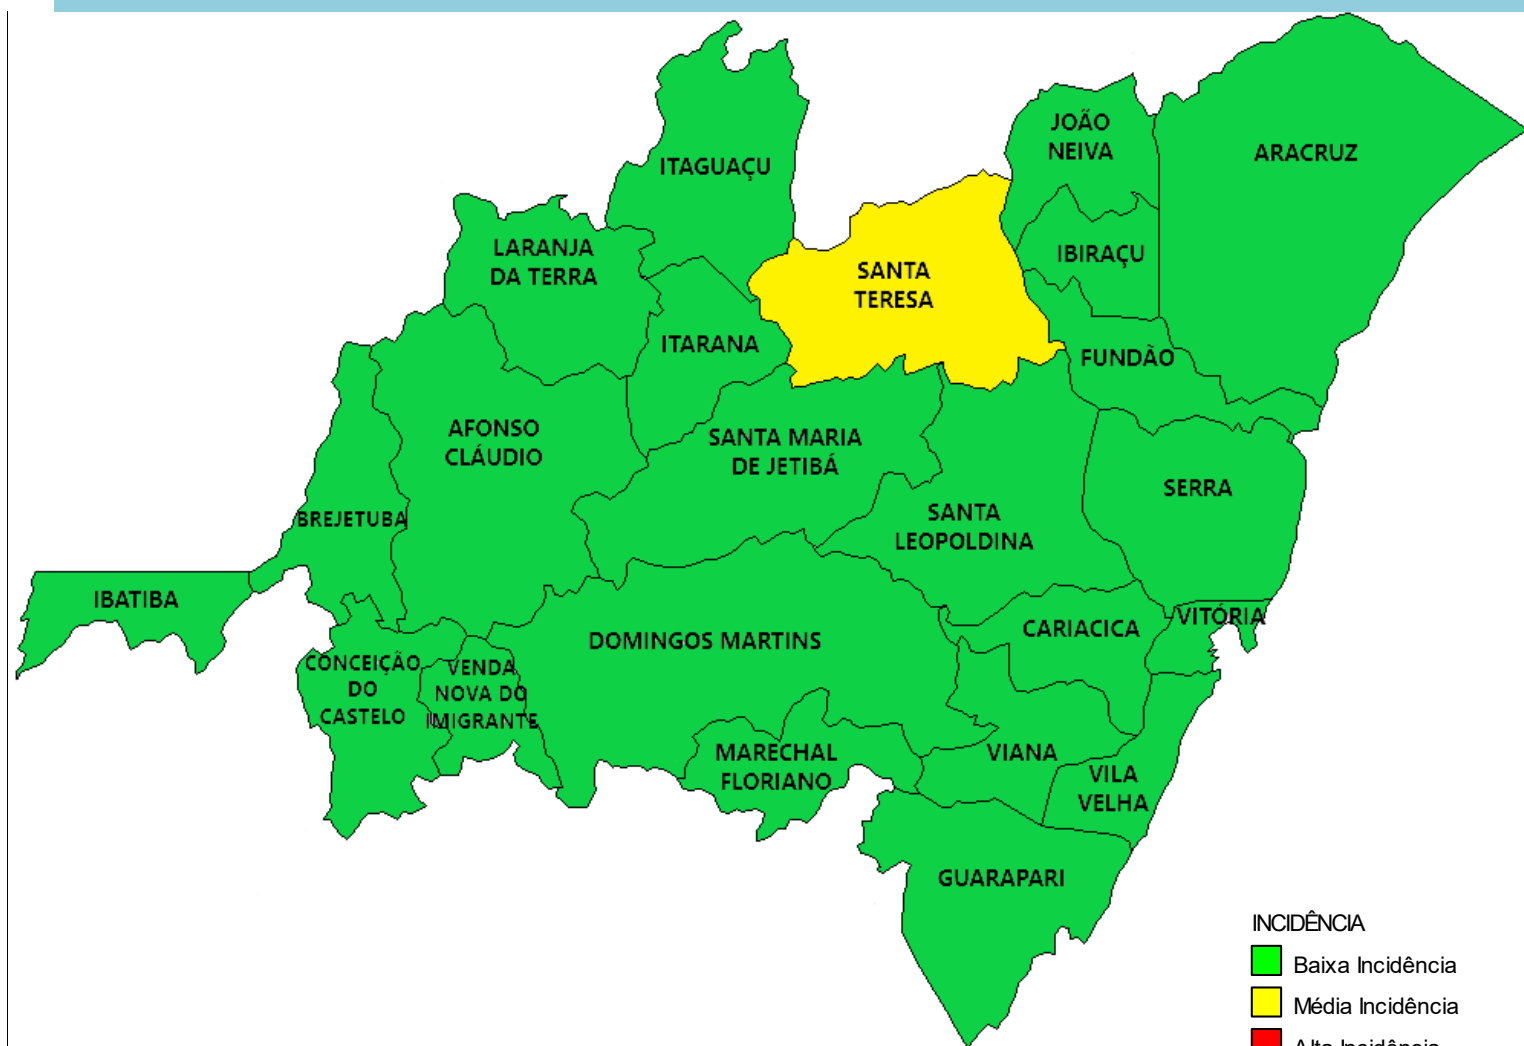 ITAGUAÇU
JOÃO
NEIVA
ARACRUZ
LARANJA
DA TERRA
SANTA
TERESA
IBIRAÇU
ITARANA
FUNDÃO
AFONSO
CLÁUDIO
SANTA MARIA
DE JETIBÁ
SERRA
BREJETUBA
SANTA
LEOPOLDINA
IBATIBA
DOMINGOS MARTINS
CARIACICA
VITÓRIA
CONCEIÇÃO
DO
CASTELO
VENDA
NOVA DO
IMIGRANTE
MARECHAL
FLORIANO
VIANA
VILA
VELHA
GUARAPARI
INCIDÊNCIA
Baixa Incidência
Média Incidência
Alta Incidência